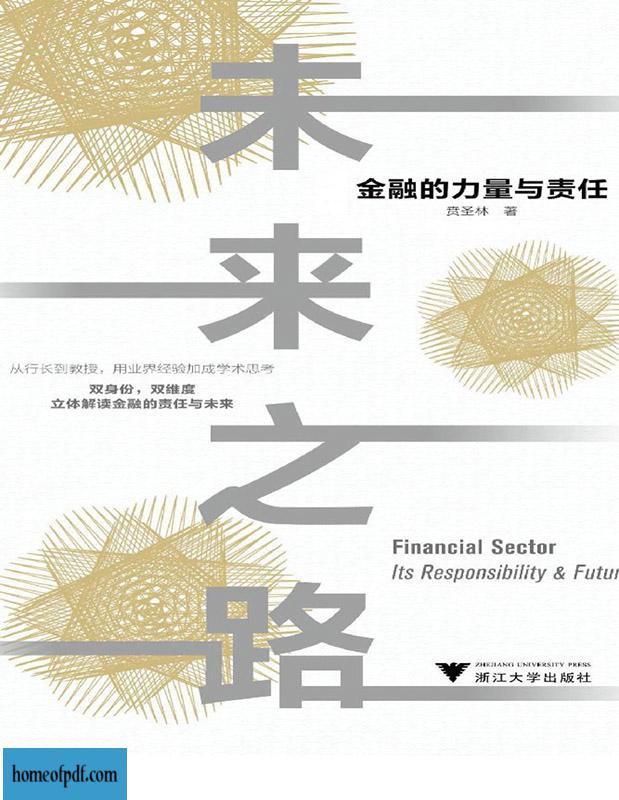 未来之路
金融的力量与责任
贲圣林 著
从行长到教授，用业界经验加成学术思考
双身份，双维度
立体解读金融的责任与未来
Financial Sector
Its Responsibility & Futur
ZHEJIANG UNIVERSITY PRESS
浙江大学出版社
homeofpdf.com